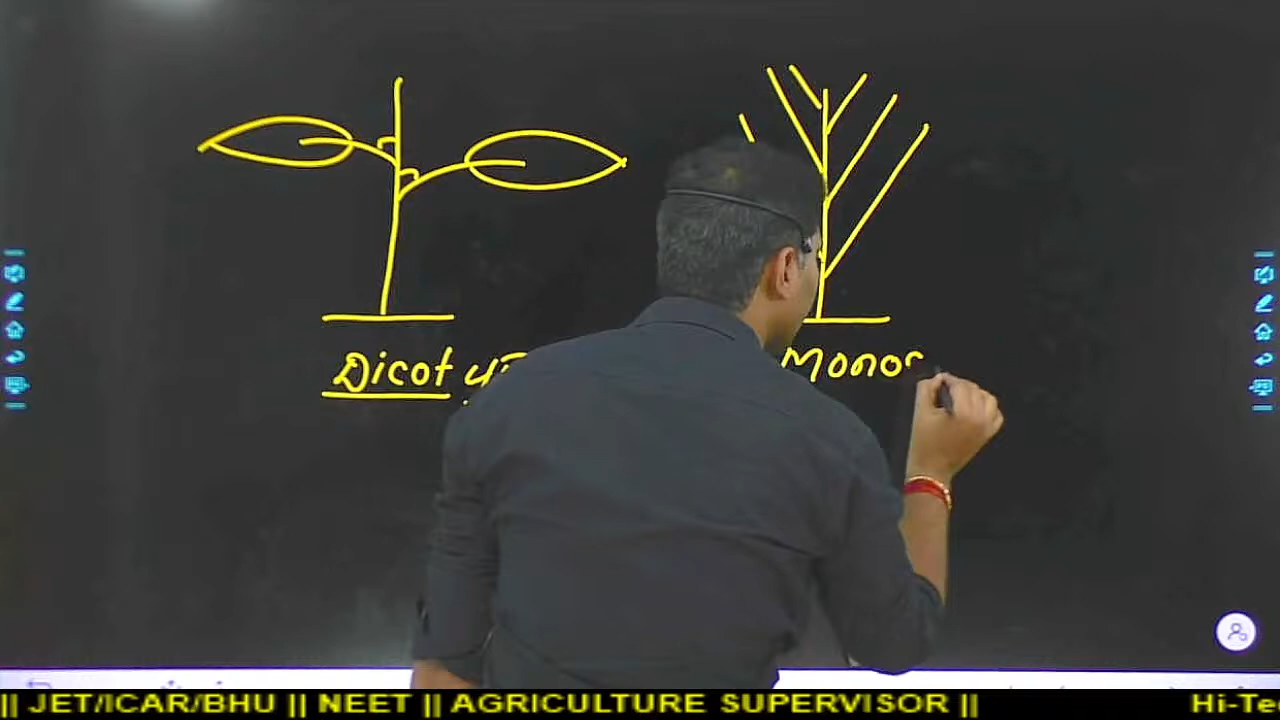 Dicot
Monoc
|| JET/ICAR/BHU || NEET || AGRICULTURE SUPERVISOR ||